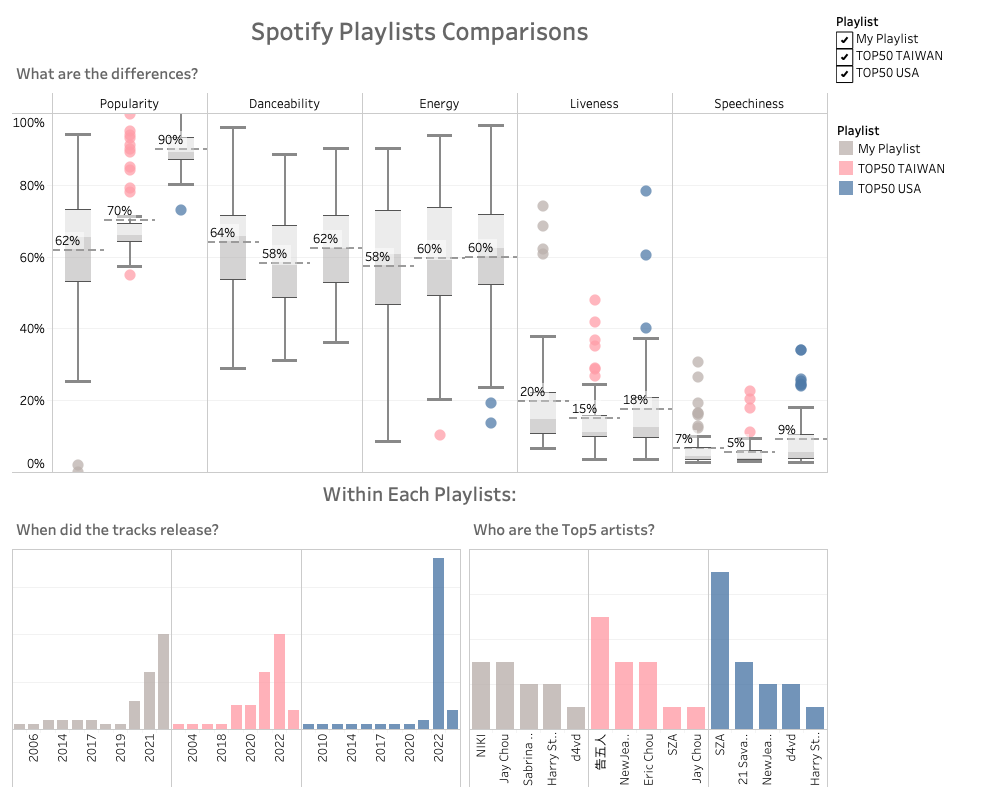 Spotify Playlists Comparisons
Playlist
My Playlist
TOP50 TAIWAN
TOP50 USA
What are the differences?
Popularity Danceability Energy Liveness Speechiness
Playlist
My Playlist
TOP50 TAIWAN
TOP50 USA
100%
80%
60%
40%
20%
0%
62% 70% 90%
64% 58% 62%
58% 60% 60%
20% 15% 18%
7% 5% 9%
Within Each Playlists:
When did the tracks release?
2006 2014 2017 2019 2021
2004 2018 2020 2022
2010 2014 2017 2020 2022
Who are the Top5 artists?
NIKI
Jay Chou
Sabrina ..
Harry St..
d4vd
告五人
NewJea..
Eric Chou
SZA
Jay Chou
SZA
21 Sava..
NewJea..
d4vd
Harry St..